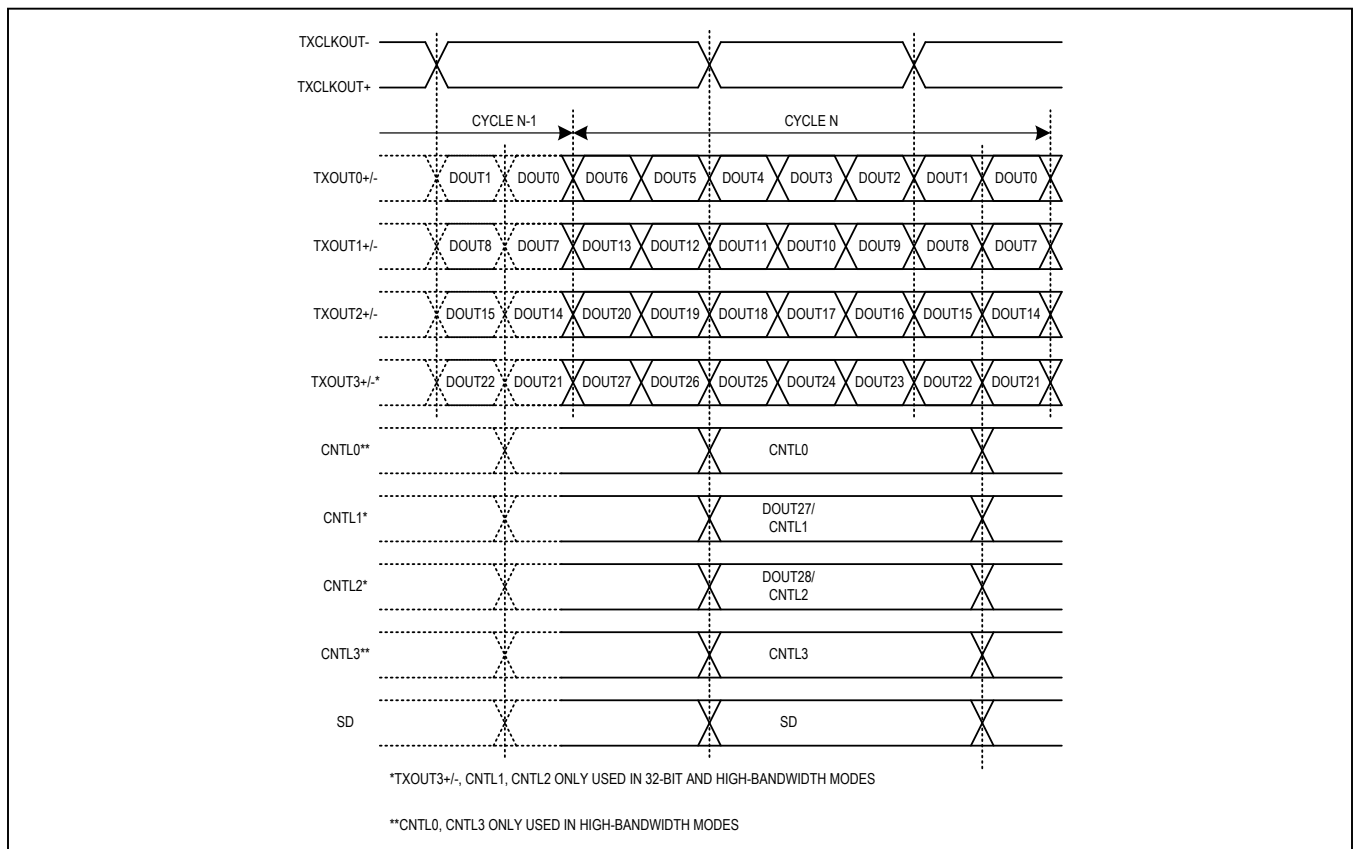 TXCLKOUT-
TXCLKOUT+
CYCLE N-1 CYCLE N
TXOUT0+/- DOUT1 DOUT0 DOUT6 DOUT5 DOUT4 DOUT3 DOUT2 DOUT1 DOUT0
TXOUT1+/- DOUT8 DOUT7 DOUT13 DOUT12 DOUT11 DOUT10 DOUT9 DOUT8 DOUT7
TXOUT2+/- DOUT15 DOUT14 DOUT20 DOUT19 DOUT18 DOUT17 DOUT16 DOUT15 DOUT14
TXOUT3+/-* DOUT22 DOUT21 DOUT27 DOUT26 DOUT25 DOUT24 DOUT23 DOUT22 DOUT21
CNTL0** CNTL0
CNTL1* DOUT27/
CNTL1
CNTL2* DOUT28/
CNTL2
CNTL3** CNTL3
SD SD
*TXOUT3+/-, CNTL1, CNTL2 ONLY USED IN 32-BIT AND HIGH-BANDWIDTH MODES
**CNTL0, CNTL3 ONLY USED IN HIGH-BANDWIDTH MODES